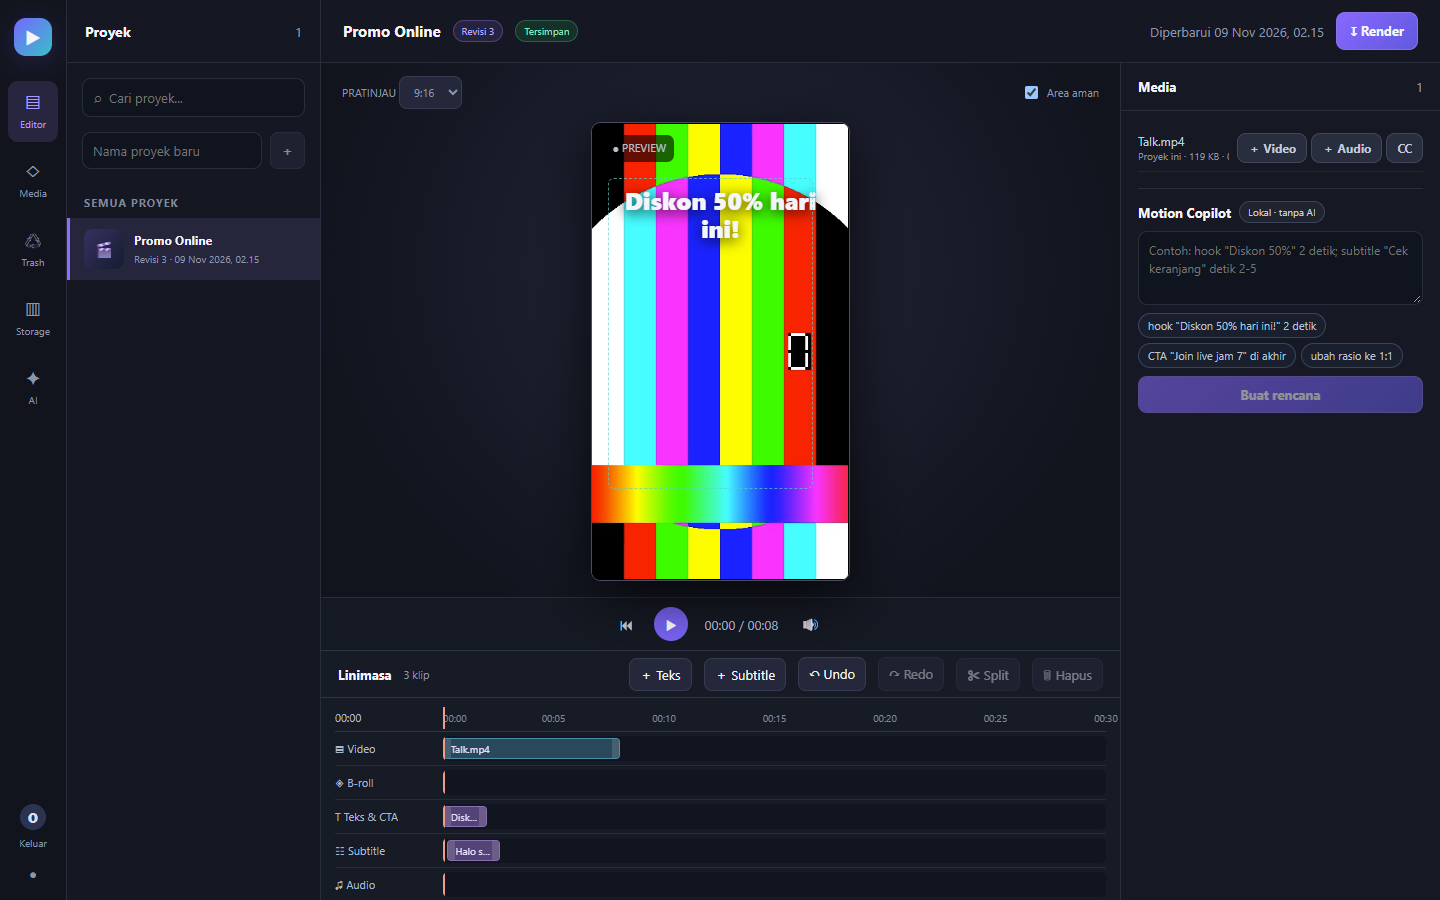 Editor
Media
Trash
Storage
AI
O
Keluar
Proyek 1
Cari proyek...
Nama proyek baru +
SEMUA PROYEK
Promo Online
Revisi 3 · 09 Nov 2026, 02.15
Promo Online Revisi 3 Tersimpan
Diperbarui 09 Nov 2026, 02.15 Render
PRATINJAU 9:16 Area aman
PREVIEW
Diskon 50% hari
ini!
00:00 / 00:08
Linimasa 3 klip + Teks + Subtitle Undo Redo Split Hapus
00:00 00:00 00:05 00:10 00:15 00:20 00:25 00:30
Video Talk.mp4
B-roll
T Teks & CTA Disk...
Subtitle Halo s...
Audio
Media 1
Talk.mp4
Proyek ini · 119 KB ·
+ Video + Audio CC
Motion Copilot Lokal · tanpa AI
Contoh: hook "Diskon 50%" 2 detik; subtitle "Cek
keranjang" detik 2-5
hook "Diskon 50% hari ini!" 2 detik
CTA "Join live jam 7" di akhir ubah rasio ke 1:1
Buat rencana